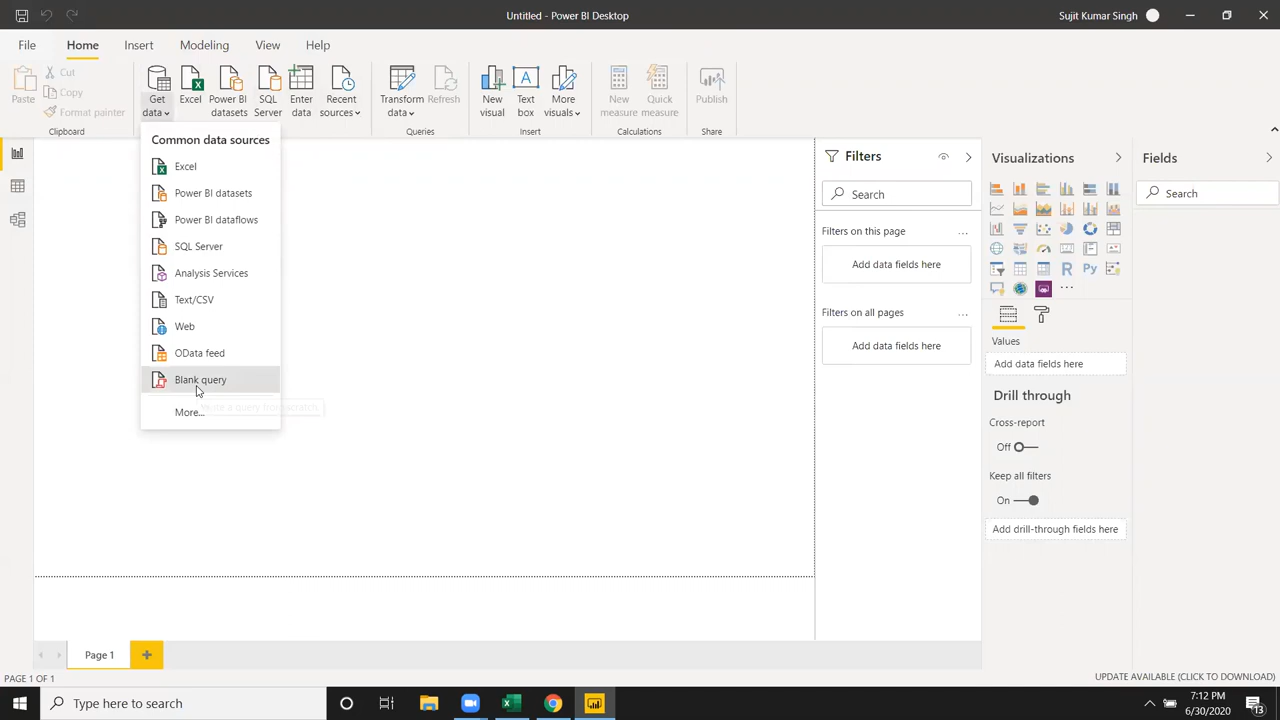 Untitled - Power BI Desktop
Sujit Kumar Singh
File Home Insert Modeling View Help
Paste
Cut
Copy
Format painter
Clipboard
Get data
Excel
Power BI datasets
SQL Server
Enter data
Recent sources
Transform data
Refresh
Queries
New visual
Text box
More visuals
Insert
New measure
Quick measure
Calculations
Publish
Share
Common data sources
Excel
Power BI datasets
Power BI dataflows
SQL Server
Analysis Services
Text/CSV
Web
OData feed
Blank query
More...
Filters
Search
Filters on this page
...
Add data fields here
Filters on all pages
...
Add data fields here
Visualizations
R
Py
...
Values
Add data fields here
Drill through
Cross-report
Off
Keep all filters
On
Add drill-through fields here
Fields
Search
Page 1
PAGE 1 OF 1
UPDATE AVAILABLE (CLICK TO DOWNLOAD)
Type here to search
7:12 PM
6/30/2020
13